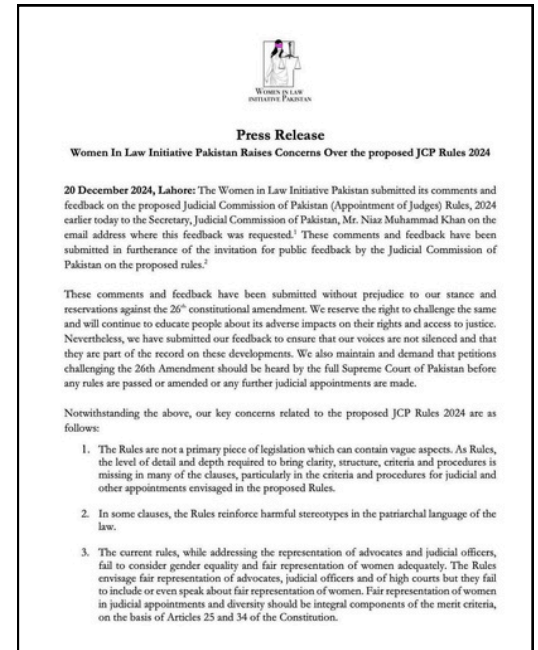 WOMEN IN LAW
INITIATIVE PAKISTAN
Press Release
Women In Law Initiative Pakistan Raises Concerns Over the proposed JCP Rules 2024
20 December 2024, Lahore: The Women in Law Initiative Pakistan submitted its comments and
feedback on the proposed Judicial Commission of Pakistan (Appointment of Judges) Rules, 2024
earlier today to the Secretary, Judicial Commission of Pakistan, Mr. Niaz Muhammad Khan on the
email address where this feedback was requested.¹ These comments and feedback have been
submitted in furtherance of the invitation for public feedback by the Judicial Commission of
Pakistan on the proposed rules.²
These comments and feedback have been submitted without prejudice to our stance and
reservations against the 26th constitutional amendment. We reserve the right to challenge the same
and will continue to educate people about its adverse impacts on their rights and access to justice.
Nevertheless, we have submitted our feedback to ensure that our voices are not silenced and that
they are part of the record on these developments. We also maintain and demand that petitions
challenging the 26th Amendment should be heard by the full Supreme Court of Pakistan before
any rules are passed or amended or any further judicial appointments are made.
Notwithstanding the above, our key concerns related to the proposed JCP Rules 2024 are as
follows:
1. The Rules are not a primary piece of legislation which can contain vague aspects. As Rules,
the level of detail and depth required to bring clarity, structure, criteria and procedures is
missing in many of the clauses, particularly in the criteria and procedures for judicial and
other appointments envisaged in the proposed Rules.
2. In some clauses, the Rules reinforce harmful stereotypes in the patriarchal language of the
law.
3. The current rules, while addressing the representation of advocates and judicial officers,
fail to consider gender equality and fair representation of women adequately. The Rules
envisage fair representation of advocates, judicial officers and of high courts but they fail
to include or even speak about fair representation of women. Fair representation of women
in judicial appointments and diversity should be integral components of the merit criteria,
on the basis of Articles 25 and 34 of the Constitution.